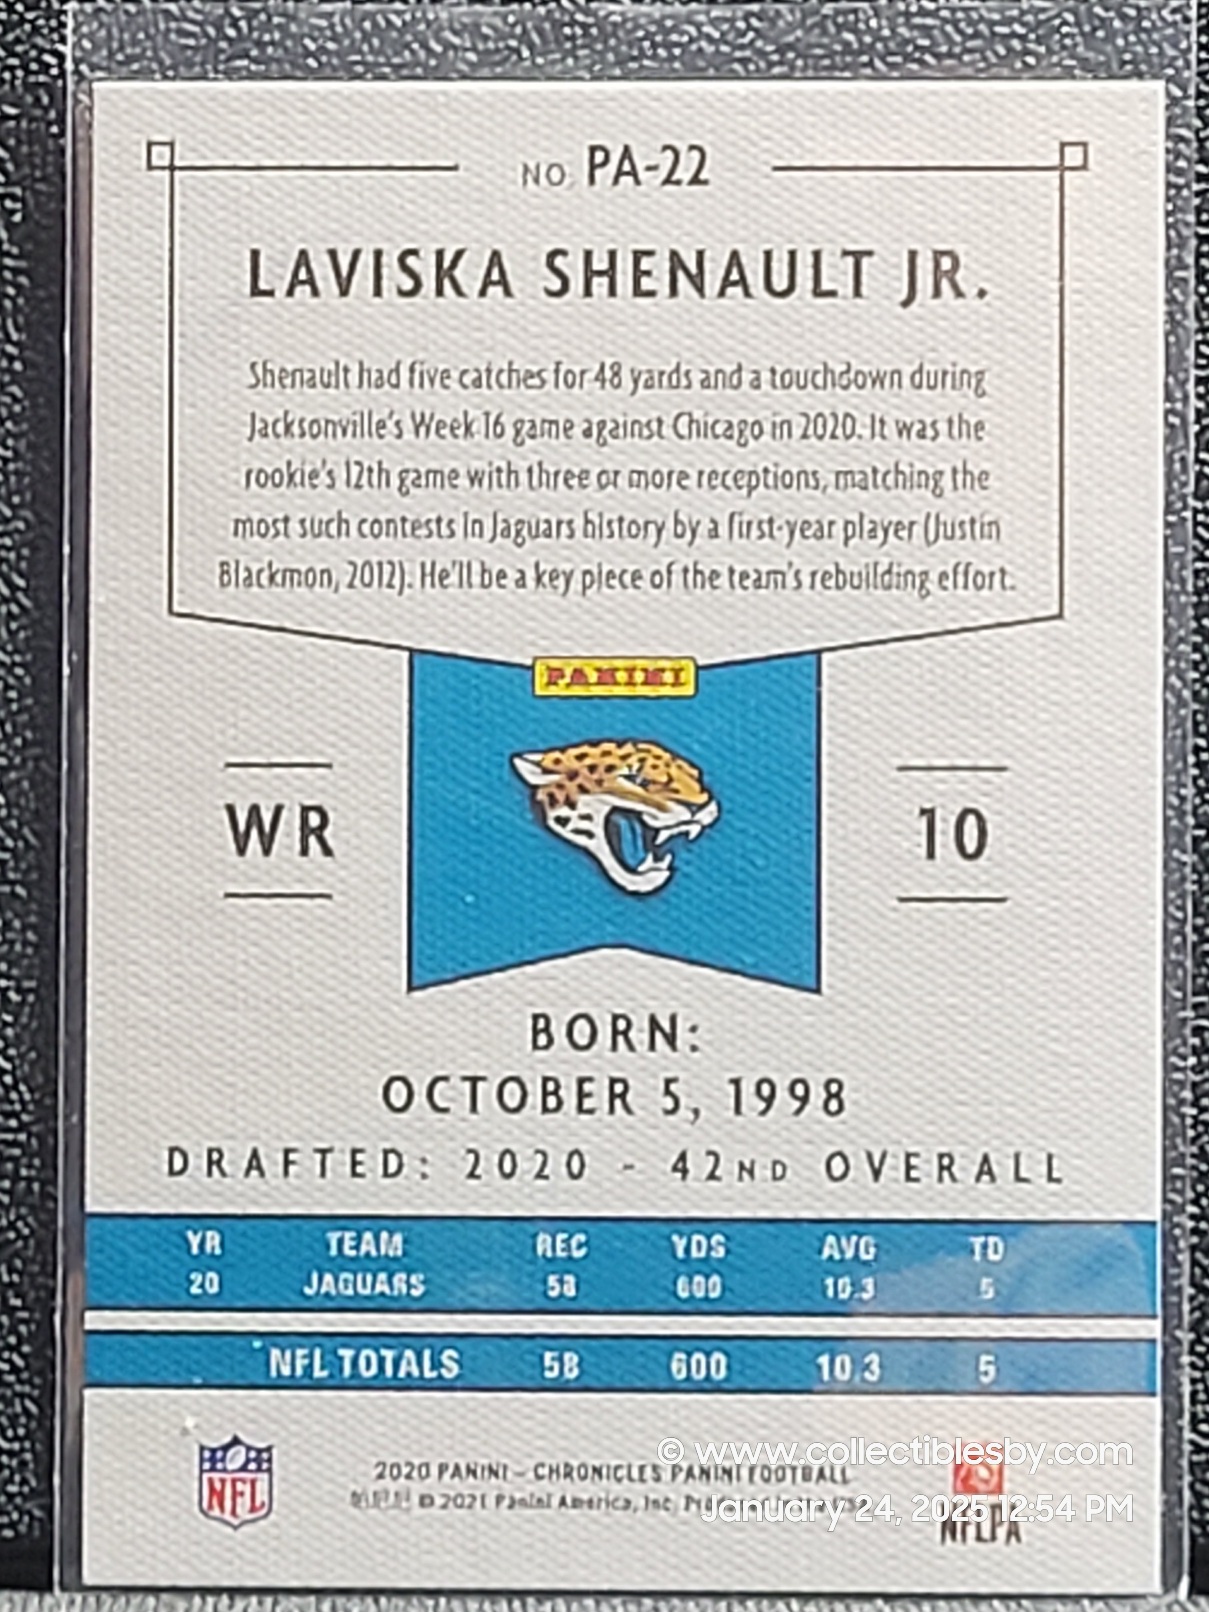 NO. PA-22
LAVISKA SHENAULT JR.
Shenault had five catches for 48 yards and a touchdown during
Jacksonville's Week 16 game against Chicago in 2020. It was the
rookie's 12th game with three or more receptions, matching the
most such contests in Jaguars history by a first-year player (Justin
Blackmon, 2012). He'll be a key piece of the team's rebuilding effort.
PANINI
WR
10
BORN:
OCTOBER 5, 1998
DRAFTED: 2020 - 42ND OVERALL
YR TEAM REC YDS AVG TD
20 JAGUARS 58 600 10.3 5
NFL TOTALS 58 600 10.3 5
NFL
2020 PANINI – CHRONICLES PANINI FOOTBALL
© 2021 Panini America, Inc.
NFLPA
© www.collectiblesby.com
January 24, 2025 12:54 PM